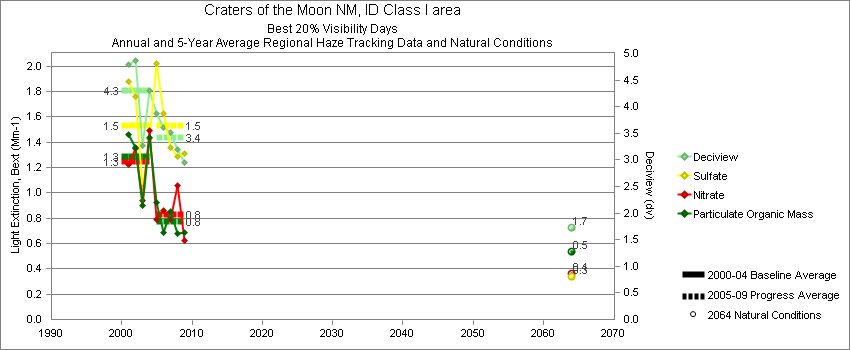 Craters of the Moon NM, ID Class I area
Best 20% Visibility Days
Annual and 5-Year Average Regional Haze Tracking Data and Natural Conditions
Light Extinction, Bext (Mm-1)
2.0
1.8
1.6
1.4
1.2
1.0
0.8
0.6
0.4
0.2
0.0
4.3
1.5
1.3
1.3
1.5
3.4
0.8
0.8
1.7
0.5
0.4
0.3
5.0
4.5
4.0
3.5
3.0
2.5
2.0
1.5
1.0
0.5
0.0
Deciview (dv)
1990 2000 2010 2020 2030 2040 2050 2060 2070
Deciview
Sulfate
Nitrate
Particulate Organic Mass
2000-04 Baseline Average
2005-09 Progress Average
2064 Natural Conditions